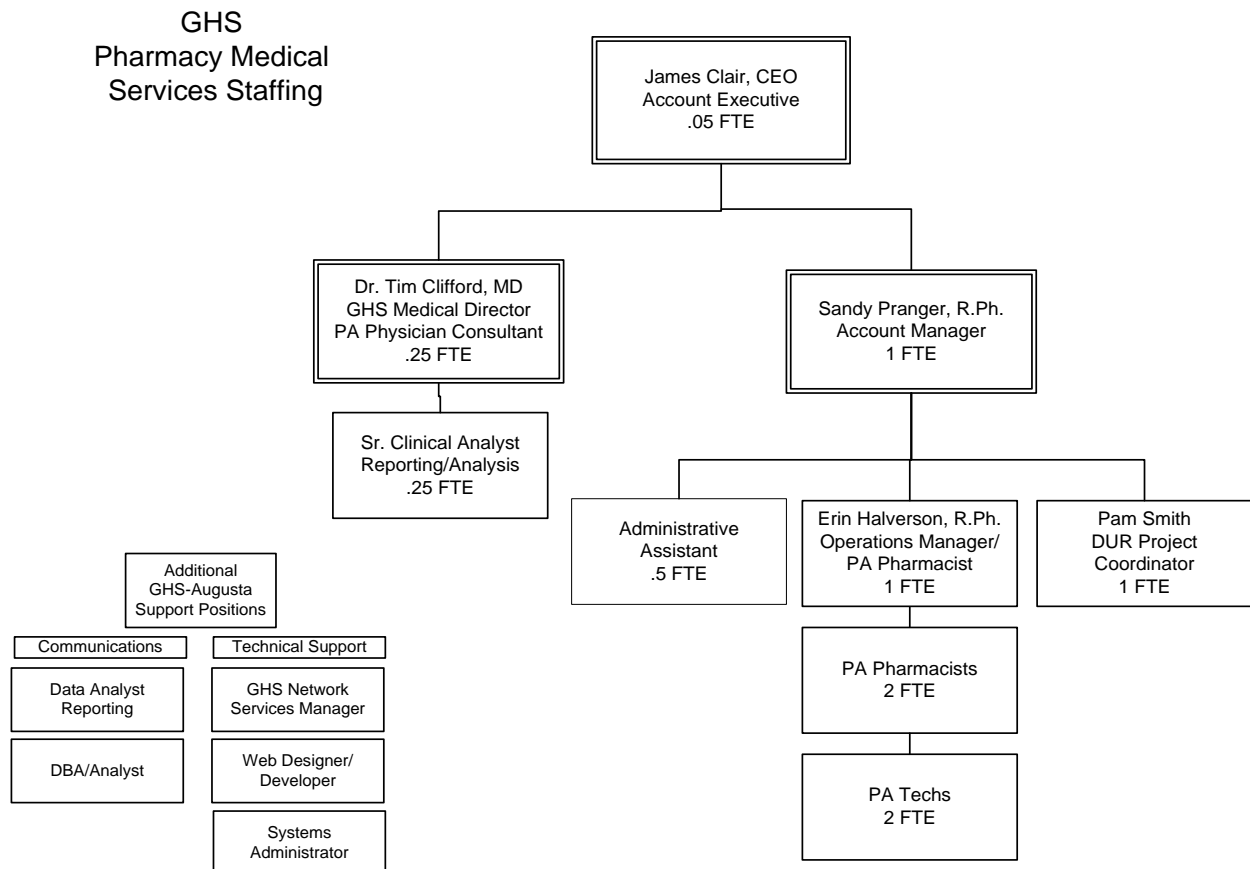 GHS
Pharmacy Medical
Services Staffing
James Clair, CEO
Account Executive
.05 FTE
Dr. Tim Clifford, MD
GHS Medical Director
PA Physician Consultant
.25 FTE
Sandy Pranger, R.Ph.
Account Manager
1 FTE
Sr. Clinical Analyst
Reporting/Analysis
.25 FTE
Administrative
Assistant
.5 FTE
Erin Halverson, R.Ph.
Operations Manager/
PA Pharmacist
1 FTE
Pam Smith
DUR Project
Coordinator
1 FTE
PA Pharmacists
2 FTE
PA Techs
2 FTE
Additional
GHS-Augusta
Support Positions
Communications
Technical Support
Data Analyst
Reporting
GHS Network
Services Manager
DBA/Analyst
Web Designer/
Developer
Systems
Administrator